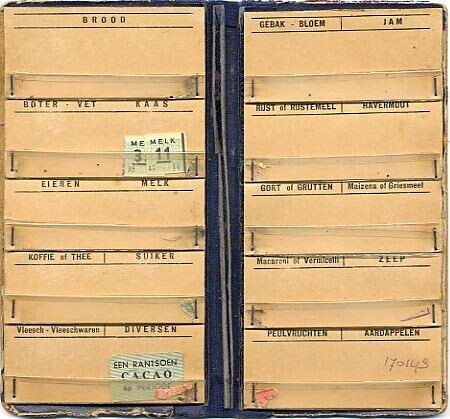 BROOD
BOTER - VET KAAS
ME MELK
3 11
EIEREN MELK
KOFFIE of THEE SUIKER
Vleesch - Vleeschwaren DIVERSEN
EEN RANTSOEN
CACAO
4e PERIODE
GEBAK - BLOEM JAM
RIJST of RIJSTEMEEL HAVERMOUT
GORT of GRUTTEN Maizena of Griesmeel
Macaroni of Vermicelli ZEEP
PEULVRUCHTEN AARDAPPELEN
170143